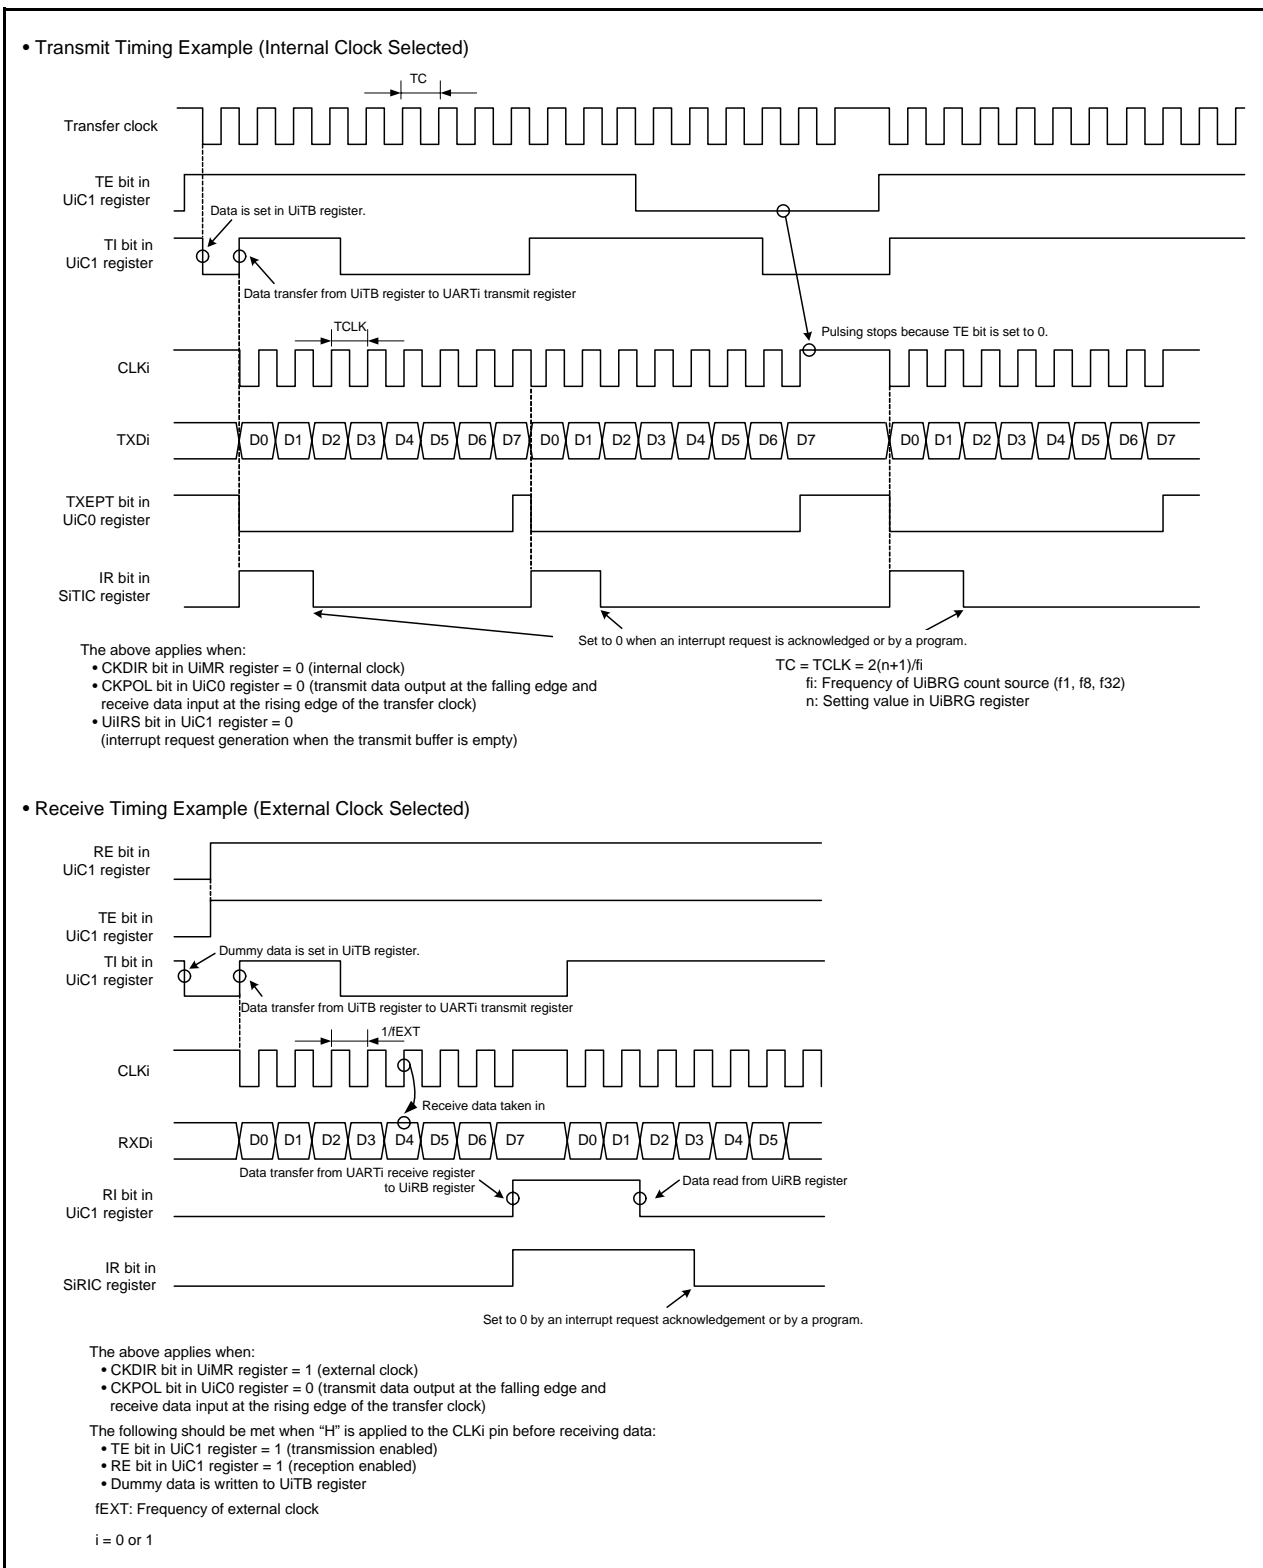 • Transmit Timing Example (Internal Clock Selected)
TC
Transfer clock
TE bit in
UiC1 register
Data is set in UiTB register.
TI bit in
UiC1 register
Data transfer from UiTB register to UARTi transmit register
TCLK
Pulsing stops because TE bit is set to 0.
CLKi
TXDi D0 D1 D2 D3 D4 D5 D6 D7 D0 D1 D2 D3 D4 D5 D6 D7 D0 D1 D2 D3 D4 D5 D6 D7
TXEPT bit in
UiC0 register
IR bit in
SiTIC register
Set to 0 when an interrupt request is acknowledged or by a program.
The above applies when:
• CKDIR bit in UiMR register = 0 (internal clock)
• CKPOL bit in UiC0 register = 0 (transmit data output at the falling edge and
receive data input at the rising edge of the transfer clock)
• UiIRS bit in UiC1 register = 0
(interrupt request generation when the transmit buffer is empty)
TC = TCLK = 2(n+1)/fi
fi: Frequency of UiBRG count source (f1, f8, f32)
n: Setting value in UiBRG register
• Receive Timing Example (External Clock Selected)
RE bit in
UiC1 register
TE bit in
UiC1 register
Dummy data is set in UiTB register.
TI bit in
UiC1 register
Data transfer from UiTB register to UARTi transmit register
1/fEXT
CLKi
Receive data taken in
RXDi D0 D1 D2 D3 D4 D5 D6 D7 D0 D1 D2 D3 D4 D5
Data transfer from UARTi receive register
to UiRB register
Data read from UiRB register
RI bit in
UiC1 register
IR bit in
SiRIC register
Set to 0 by an interrupt request acknowledgement or by a program.
The above applies when:
• CKDIR bit in UiMR register = 1 (external clock)
• CKPOL bit in UiC0 register = 0 (transmit data output at the falling edge and
receive data input at the rising edge of the transfer clock)
The following should be met when “H” is applied to the CLKi pin before receiving data:
• TE bit in UiC1 register = 1 (transmission enabled)
• RE bit in UiC1 register = 1 (reception enabled)
• Dummy data is written to UiTB register
fEXT: Frequency of external clock
i = 0 or 1